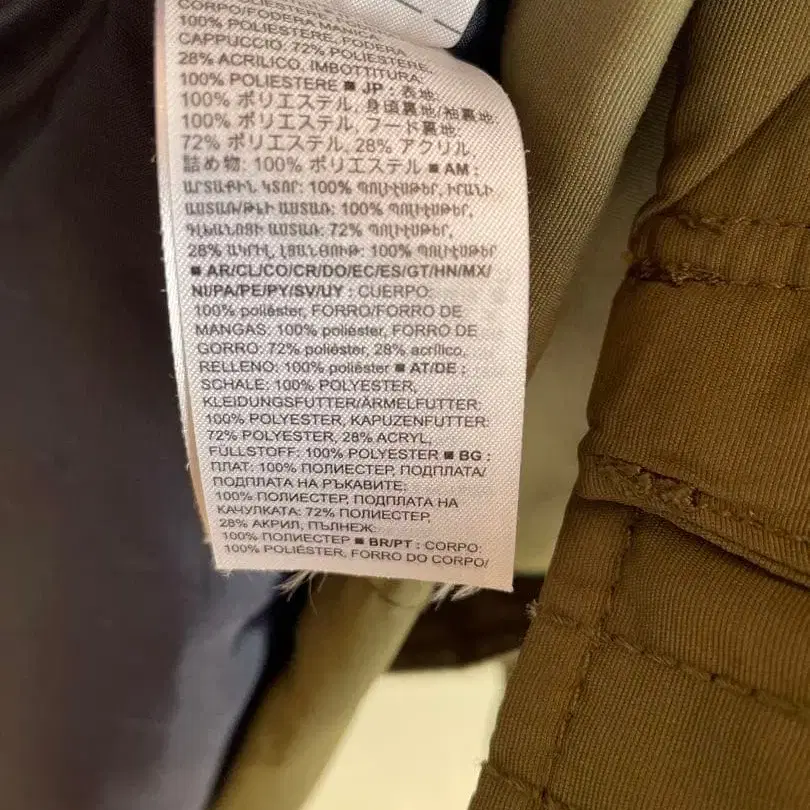 CORPO/FODERA MANICA:
100% POLIESTERE, FODERA
CAPPUCCIO: 72% POLIESTERE,
28% ACRILICO, IMBOTTITURA:
100% POLIESTERE ■ JP : 表地:
100% ポリエステル, 身頃裏地/袖裏地:
100% ポリエステル, フード裏地:
72% ポリエステル, 28% アクリル
詰め物: 100% ポリエステル ■ AM :
ԱՐՏԱՔԻՆ ԿՏՈՐ: 100% ՊՈԼԻԷՍԹԵՐ, ԻՐԱՆԻ
ԱՍՏԱՌ/ԹԵՎԻ ԱՍՏԱՌ: 100% ՊՈԼԻԷՍԹԵՐ,
ԳԼԽԱՆՈՑԻ ԱՍՏԱՌ: 72% ՊՈԼԻԷՍԹԵՐ,
28% ԱԿՐԻԼ, ԼՑԱՆՅՈՒԹ: 100% ՊՈԼԻԷՍԹԵՐ
■ AR/CL/CO/CR/DO/EC/ES/GT/HN/MX/
NI/PA/PE/PY/SV/UY : CUERPO:
100% poliéster, FORRO/FORRO DE
MANGAS: 100% poliéster, FORRO DE
GORRO: 72% poliéster, 28% acrílico,
RELLENO: 100% poliéster ■ AT/DE :
SCHALE: 100% POLYESTER,
KLEIDUNGSFUTTER/ÄRMELFUTTER:
100% POLYESTER, KAPUZENFUTTER:
72% POLYESTER, 28% ACRYL,
FÜLLSTOFF: 100% POLYESTER ■ BG :
ПЛАТ: 100% ПОЛИЕСТЕР, ПОДПЛАТА/
ПОДПЛАТА НА РЪКАВИТЕ:
100% ПОЛИЕСТЕР, ПОДПЛАТА НА
КАЧУЛКАТА: 72% ПОЛИЕСТЕР,
28% АКРИЛ, ПЪЛНЕЖ:
100% ПОЛИЕСТЕР ■ BR/PT : CORPO:
100% POLIÉSTER, FORRO DO CORPO/